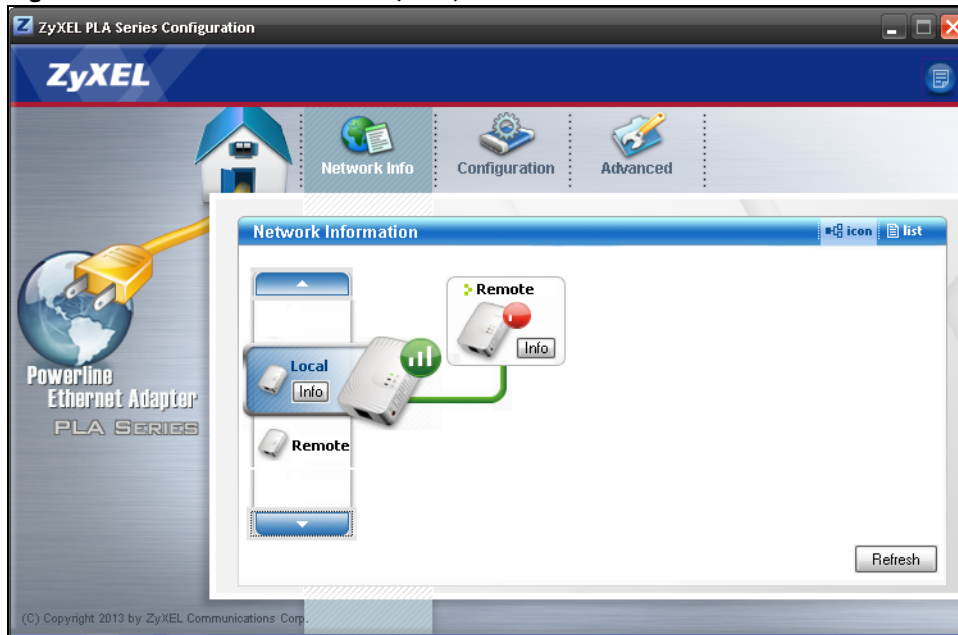 ZyXEL PLA Series Configuration
ZyXEL
Network Info
Configuration
Advanced
Network Information
icon
list
Remote
Info
Local
Info
Remote
Powerline
Ethernet Adapter
PLA SERIES
Refresh
(C) Copyright 2013 by ZyXEL Communications Corp.